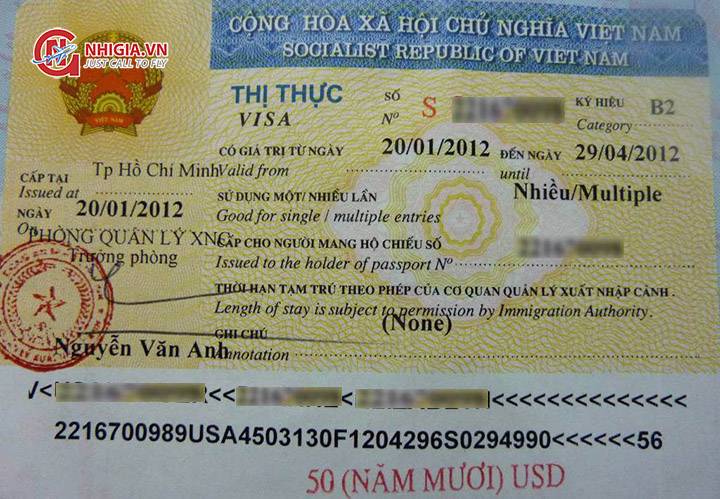 NHIGIA.VN
JUST CALL TO FLY
CỘNG HÒA XÃ HỘI CHỦ NGHĨA VIỆT NAM
SOCIALIST REPUBLIC OF VIET NAM
VIỆT NAM
THỊ THỰC
VISA
SỐ
Nº
S
KÝ HIỆU
Category
B2
CẤP TẠI
Issued at
Tp Hồ Chí Minh
CÓ GIÁ TRỊ TỪ NGÀY
Valid from
20/01/2012
ĐẾN NGÀY
until
29/04/2012
NGÀY
On
20/01/2012
SỬ DỤNG MỘT/ NHIỀU LẦN
Good for single / multiple entries
Nhiều/Multiple
PHÒNG QUẢN LÝ XNC
Trưởng phòng
CẤP CHO NGƯỜI MANG HỘ CHIẾU SỐ
Issued to the holder of passport Nº
THỜI HẠN TẠM TRÚ THEO PHÉP CỦA CƠ QUAN QUẢN LÝ XUẤT NHẬP CẢNH.
Length of stay is subject to permission by Immigration Authority.
(None)
GHI CHÚ
Annotation
Nguyễn Văn Anh
2216700989USA4503130F1204296S0294990<<<<<<56
50 (NĂM MƯƠI) USD